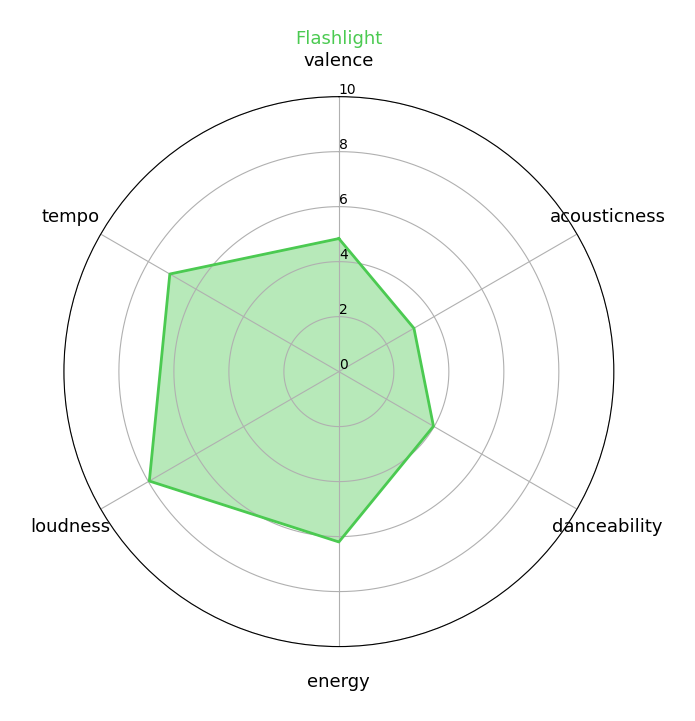 Flashlight
valence
10
8
tempo
6
acousticness
4
2
0
loudness
danceability
energy